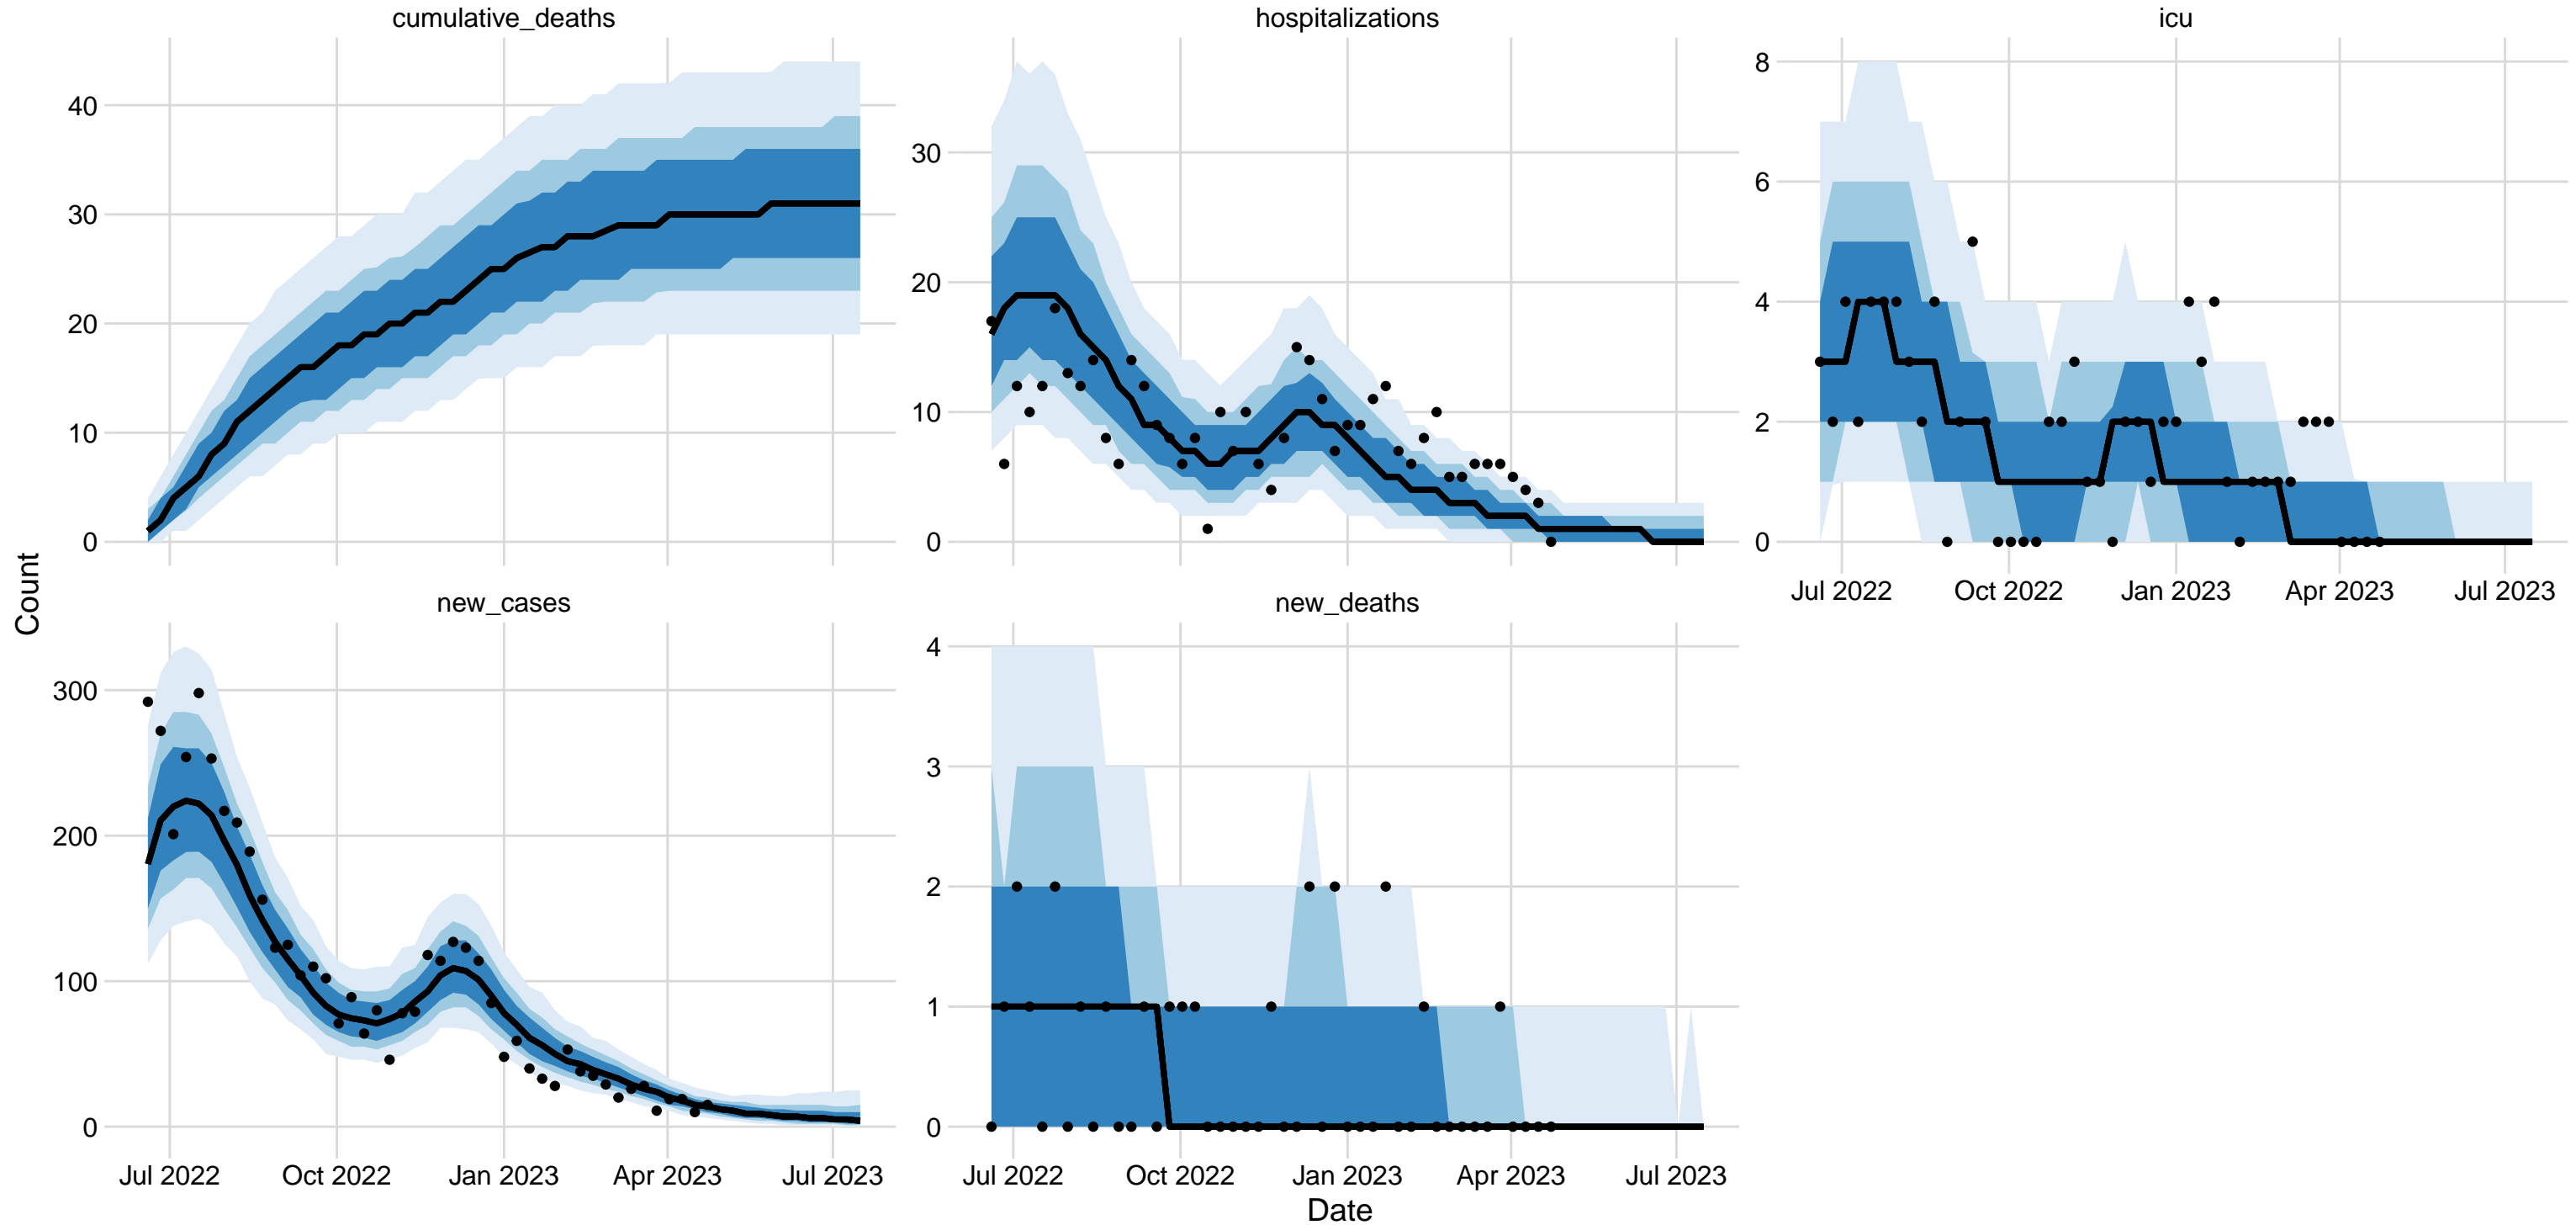 cumulative_deaths
hospitalizations
icu
40
30
20
10
0
30
20
10
0
8
6
4
2
0
Jul 2022
Oct 2022
Jan 2023
Apr 2023
Jul 2023
Count
new_cases
new_deaths
300
200
100
0
4
3
2
1
0
Jul 2022
Oct 2022
Jan 2023
Apr 2023
Jul 2023
Jul 2022
Oct 2022
Jan 2023
Apr 2023
Jul 2023
Date